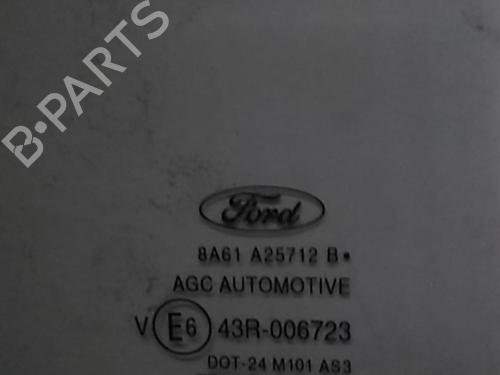 B-PARTS
Ford
8A61 A25712 B
AGC AUTOMOTIVE
V E6 43R-006723
DOT-24 M101 AS3